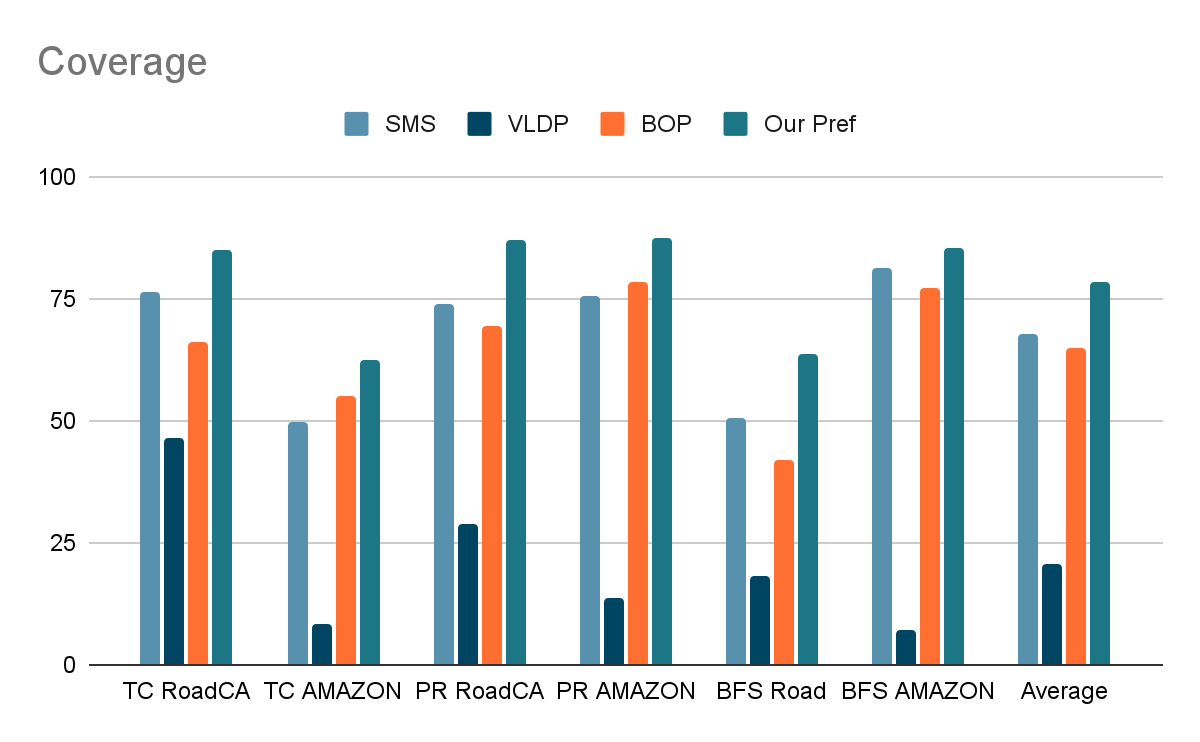 Coverage
SMS VLDP BOP Our Pref
100
75
50
25
0
TC RoadCA TC AMAZON PR RoadCA PR AMAZON BFS Road BFS AMAZON Average